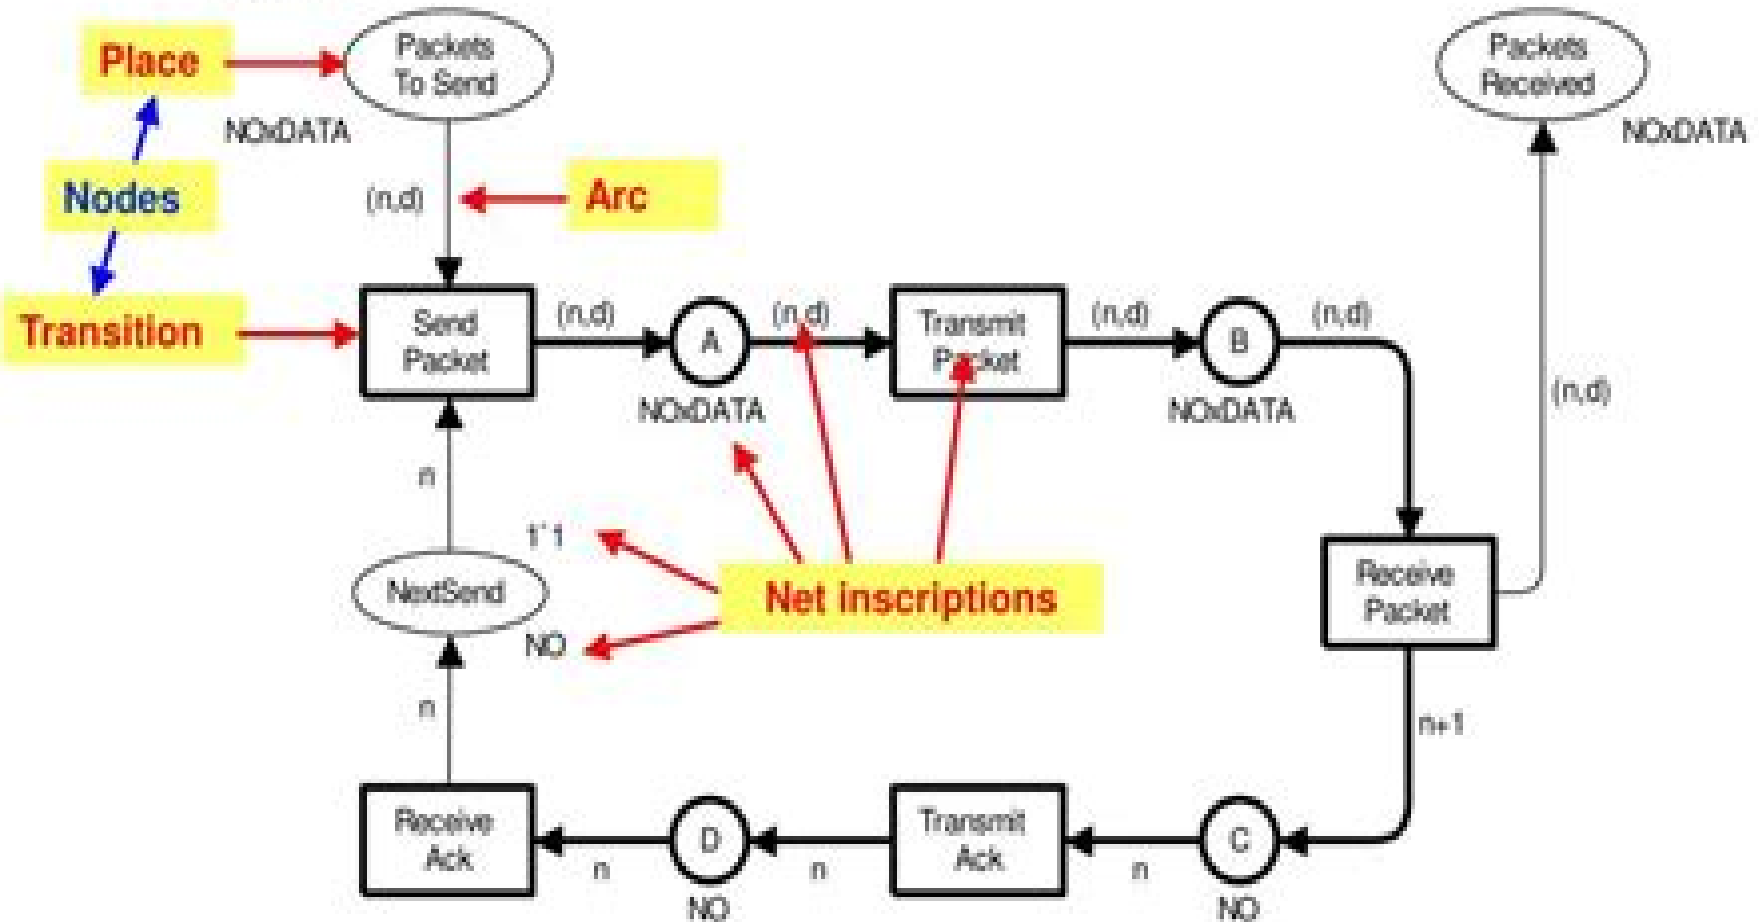 Place
Packets
To Send
Packets
Received
NOxDATA
NOxDATA
Nodes
(n,d)
Arc
Transition
Send
Packet
(n,d)
A
(n,d)
Transmit
Packet
(n,d)
B
(n,d)
(n,d)
NOxDATA
NOxDATA
n
1`1
NextSend
Net inscriptions
Receive
Packet
NO
n
n+1
Receive
Ack
n
D
n
Transmit
Ack
n
C
NO
NO